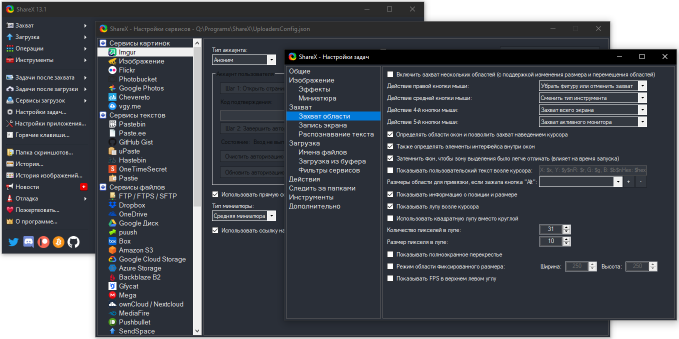 ShareX 13.1
Захват
Загрузка
Операции
Инструменты
Задачи после захвата
Задачи после загрузки
Сервисы загрузок
Настройки задач...
Настройки приложения...
Горячие клавиши...
Папка скриншотов...
История...
История изображений...
Новости
Отладка
Пожертвовать...
О программе...
ShareX - Настройки сервисов - Q:\Programs\ShareX\UploadersConfig.json
Сервисы картинок
Imgur
Изображение
Flickr
Photobucket
Google Photos
Chevereto
vgy.me
Сервисы текстов
Pastebin
Paste.ee
GitHub Gist
uPaste
Hastebin
OneTimeSecret
Pastie
Сервисы файлов
FTP / FTPS / SFTP
Dropbox
OneDrive
Google Диск
puush
Box
Amazon S3
Google Cloud Storage
Azure Storage
Backblaze B2
Gfycat
Mega
ownCloud / Nextcloud
MediaFire
Pushbullet
SendSpace
Тип аккаунта:
Аноним
Использовать прямую с
Тип миниатюры:
Средняя миниатюра
Использовать ссылку на
ShareX - Настройки задач
Общие
Изображение
Эффекты
Миниатюра
Захват
Захват области
Запись экрана
Распознавание текста
Загрузка
Имена файлов
Загрузка из буфера
Фильтры сервисов
Действия
Следить за папками
Инструменты
Дополнительно
Включить захват нескольких областей (с поддержкой изменения размера и перемещения областей)
Действие правой кнопки мыши: Убрать фигуру или отменить захват
Действие средней кнопки мыши: Сменить тип инструмента
Действие 4-й кнопки мыши: Захват всего экрана
Действие 5-й кнопки мыши: Захват активного монитора
Определять области окон и позволить захват наведением курсора
Также определять элементы интерфейса внутри окон
Затемнить Фон, чтобы зону выделения было легче отличать (влияет на время запуска)
Показывать пользовательский текст возле курсора
Размеры области для привязки, если зажата кнопка "Alt": + -
Показывать информацию о позиции и размере
Показывать лупу возле курсора
Использовать квадратную лупу вместо круглой
Количество пикселей в лупе: 31
Размер пикселя в лупе: 10
Показывать полноэкранное перекрестье
Режим области фиксированного размера: Ширина: 250 Высота: 250
Показывать FPS в верхнем левом углу